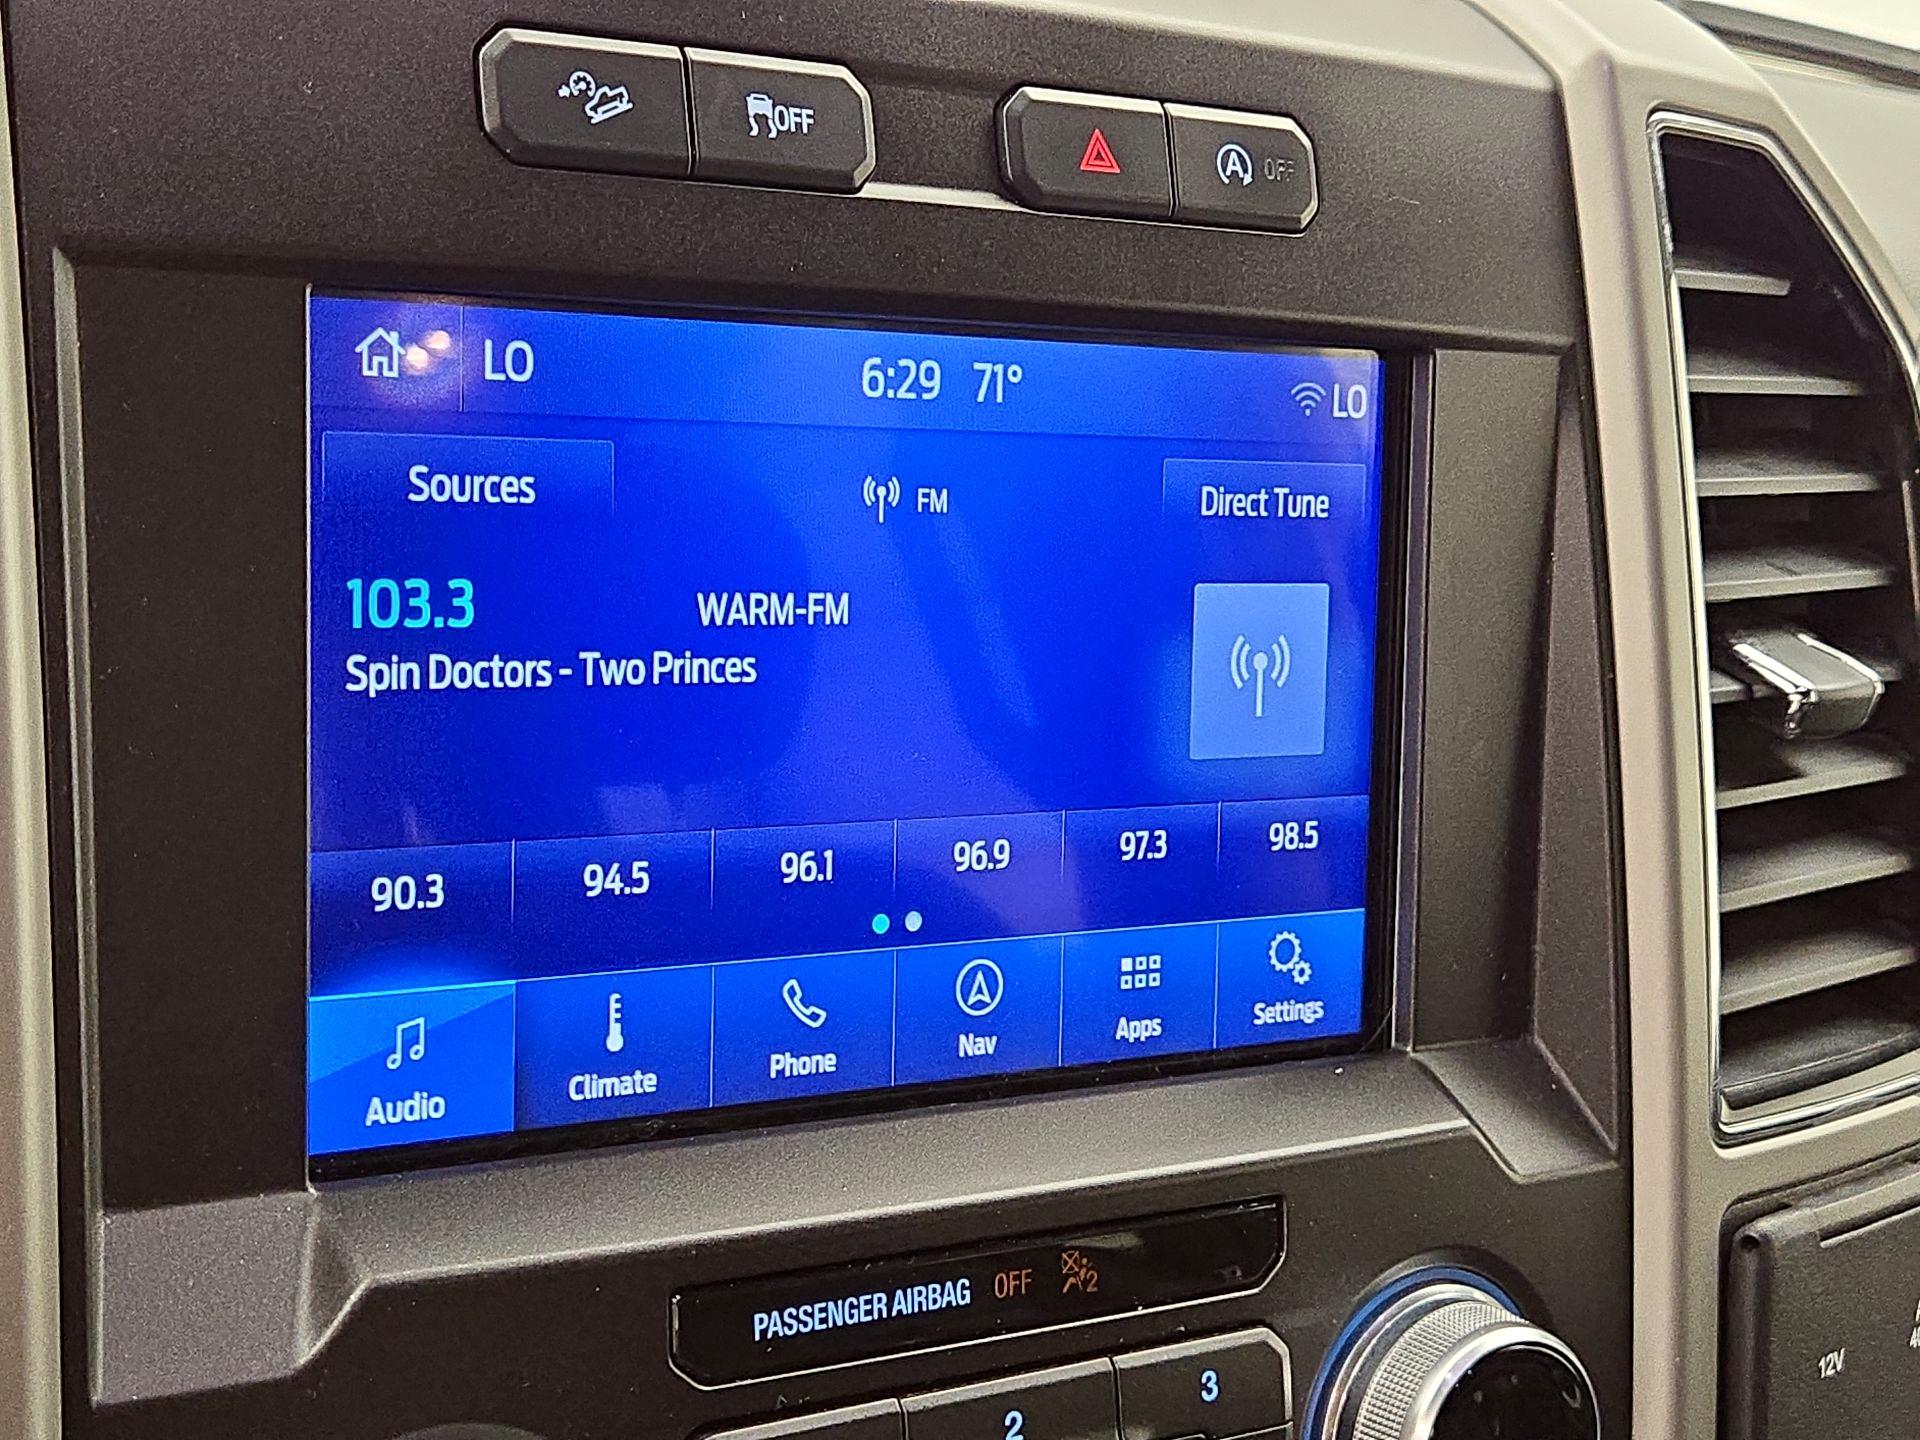 OFF
A OFF
LO 6:29 71° LO
Sources FM Direct Tune
103.3 WARM-FM
Spin Doctors - Two Princes
90.3 94.5 96.1 96.9 97.3 98.5
Audio Climate Phone Nav Apps Settings
PASSENGER AIRBAG OFF 2
2 3
12V